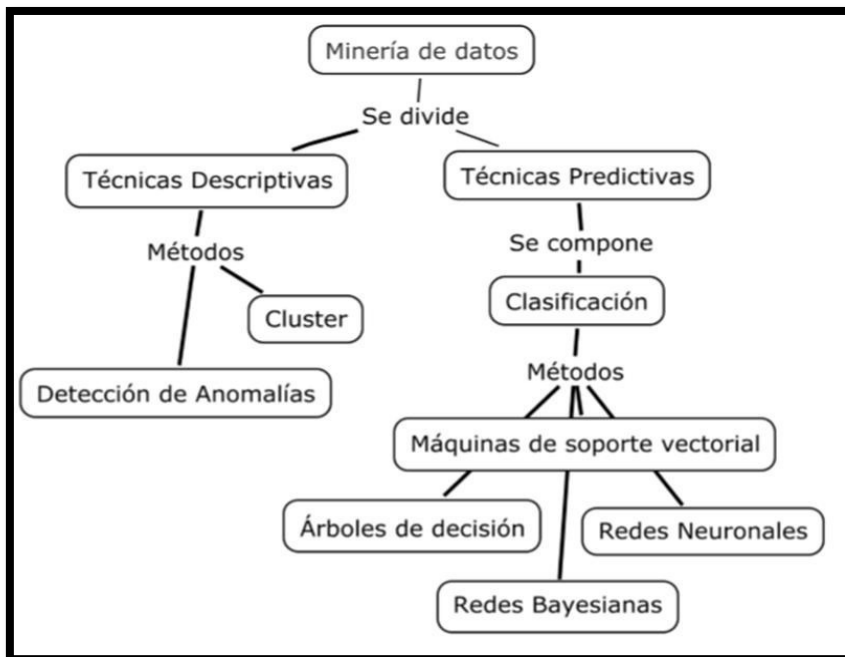 Minería de datos
Se divide
Técnicas Descriptivas
Técnicas Predictivas
Métodos
Se compone
Cluster
Clasificación
Detección de Anomalías
Métodos
Máquinas de soporte vectorial
Árboles de decisión
Redes Neuronales
Redes Bayesianas